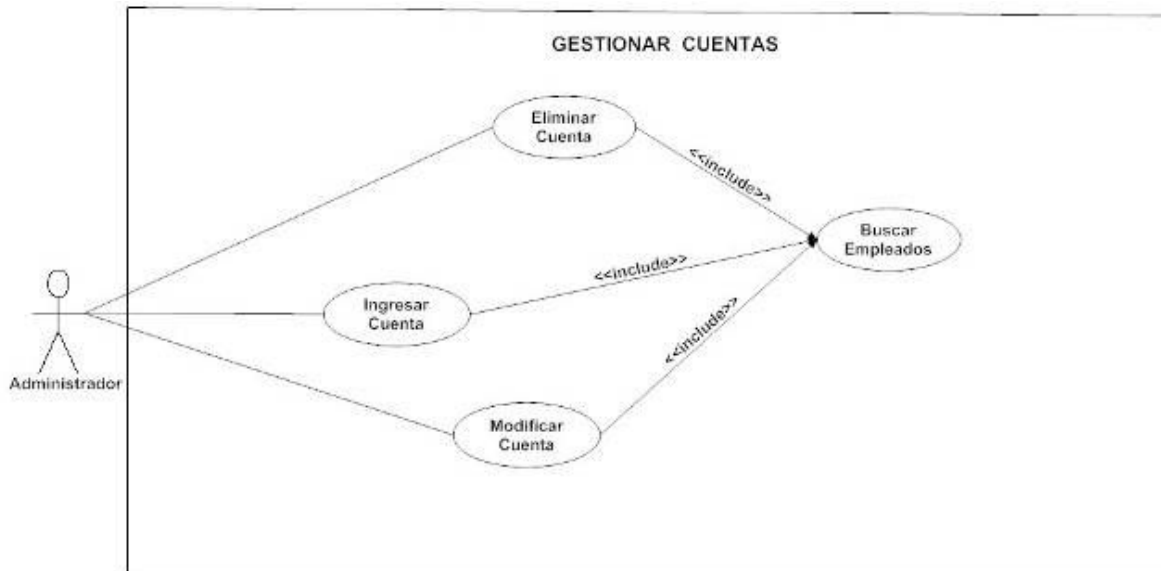 GESTIONAR CUENTAS
Eliminar
Cuenta
<<include>>
Buscar
Empleados
<<include>>
Ingresar
Cuenta
<<include>>
Administrador
Modificar
Cuenta